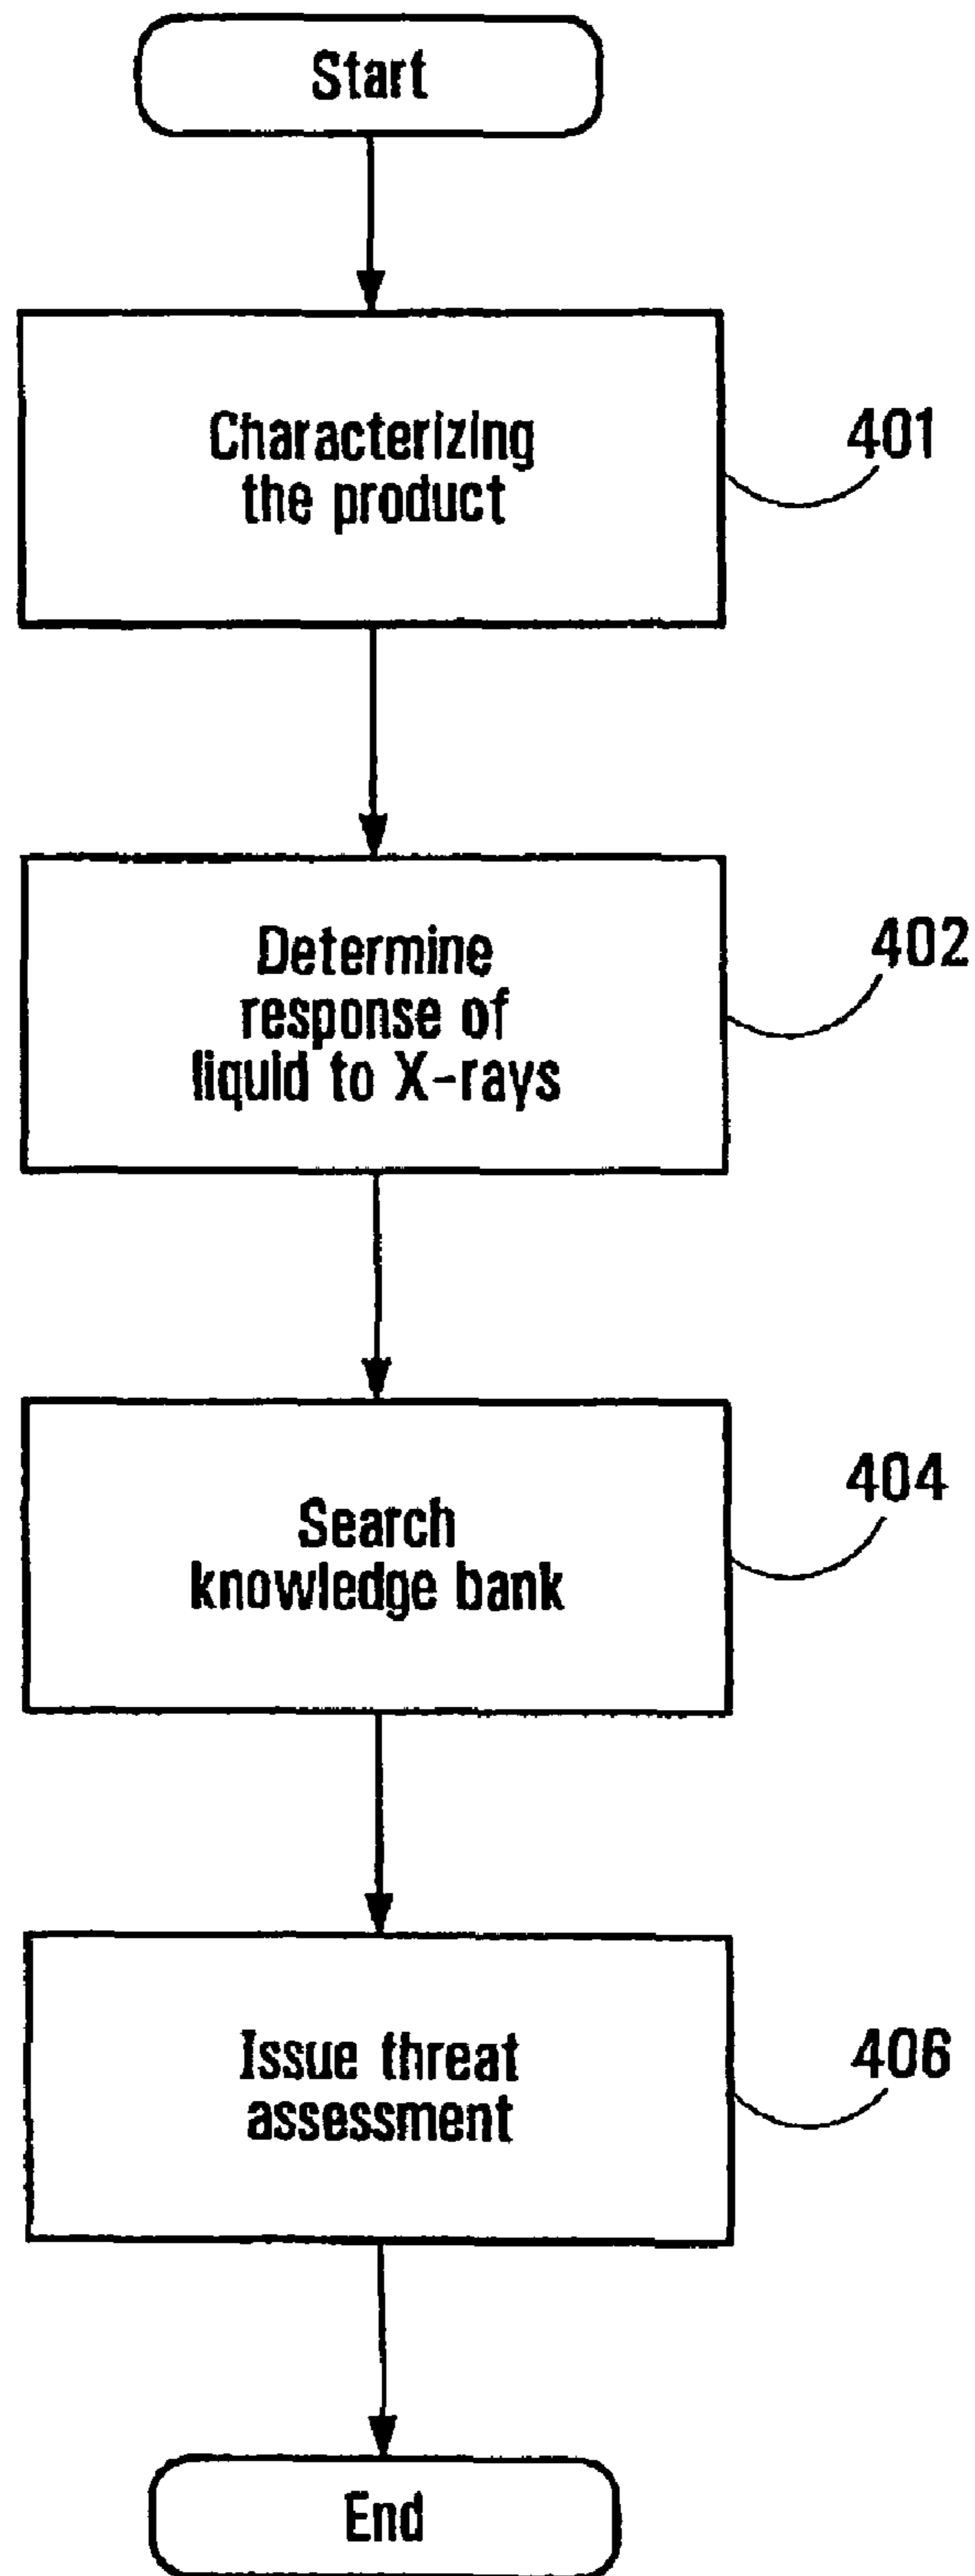 Start
Characterizing
the product
401
Determine
response of
liquid to X-rays
402
Search
knowledge bank
404
Issue threat
assessment
406
End